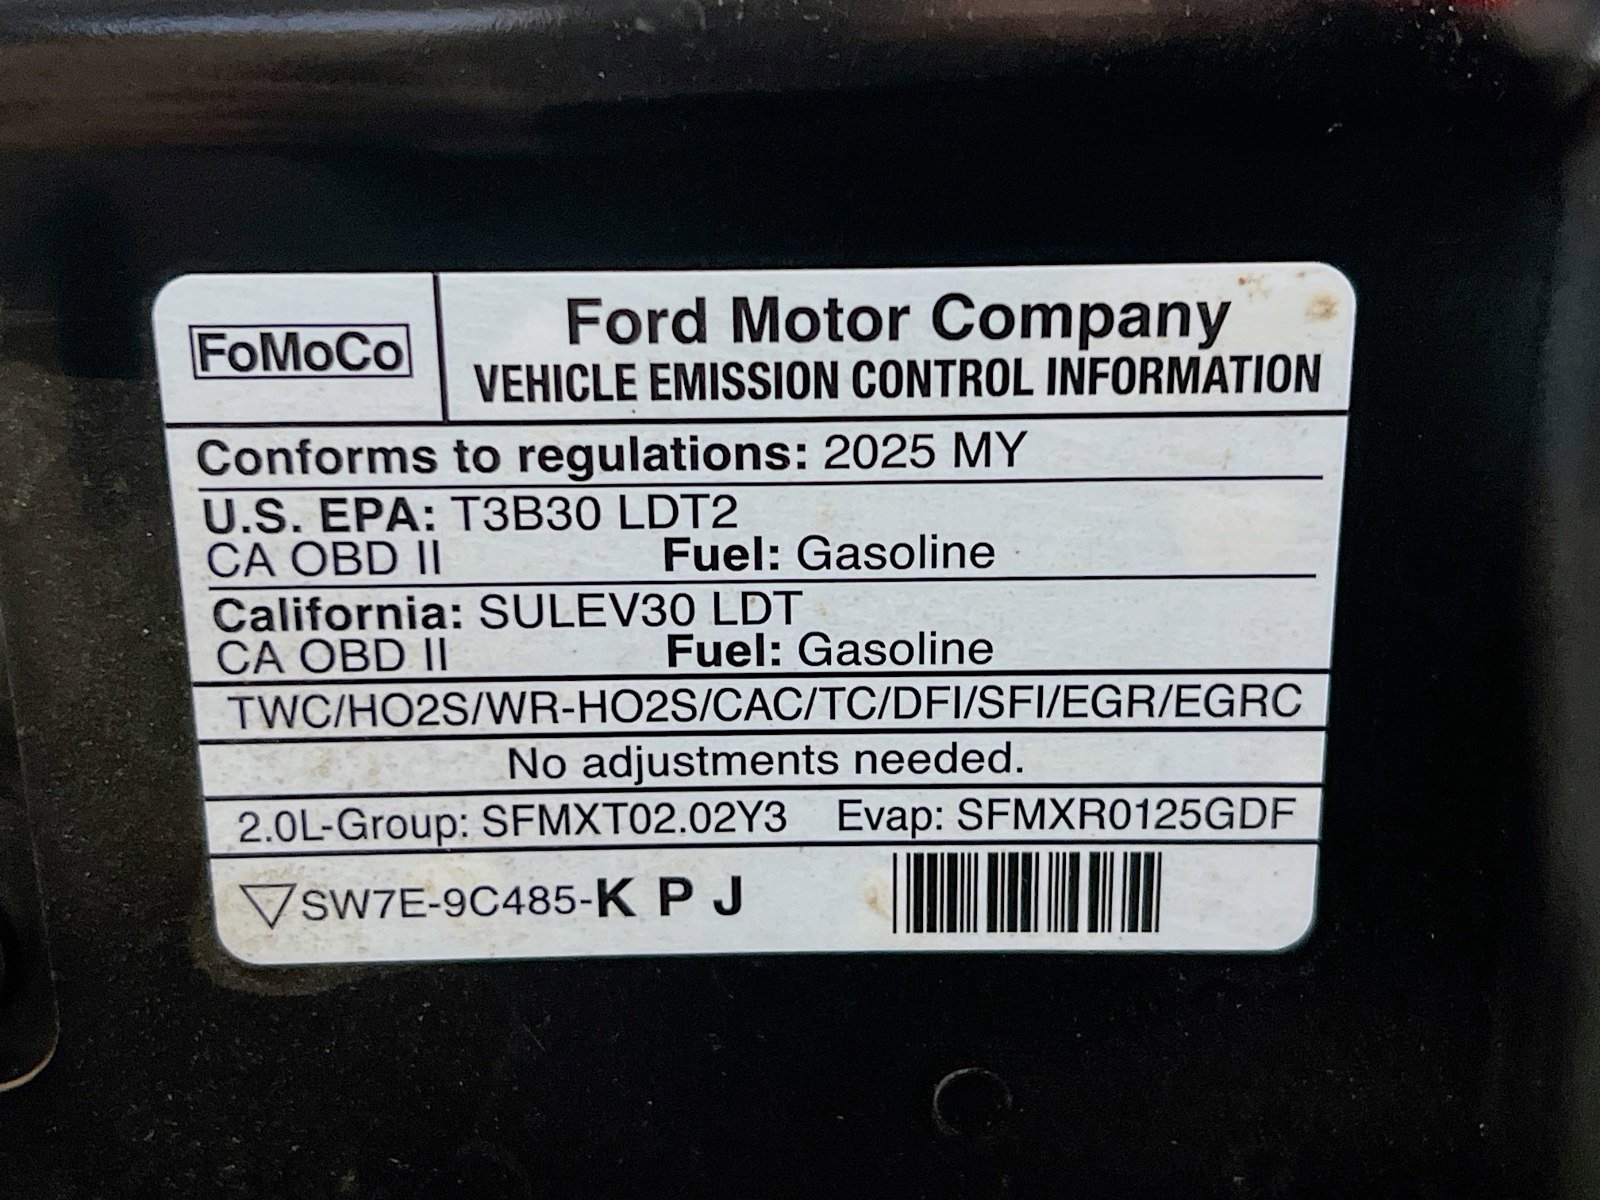 FoMoCo
Ford Motor Company
VEHICLE EMISSION CONTROL INFORMATION
Conforms to regulations: 2025 MY
U.S. EPA: T3B30 LDT2
CA OBD II Fuel: Gasoline
California: SULEV30 LDT
CA OBD II Fuel: Gasoline
TWC/HO2S/WR-HO2S/CAC/TC/DFI/SFI/EGR/EGRC
No adjustments needed.
2.0L-Group: SFMXT02.02Y3 Evap: SFMXR0125GDF
SW7E-9C485-K P J